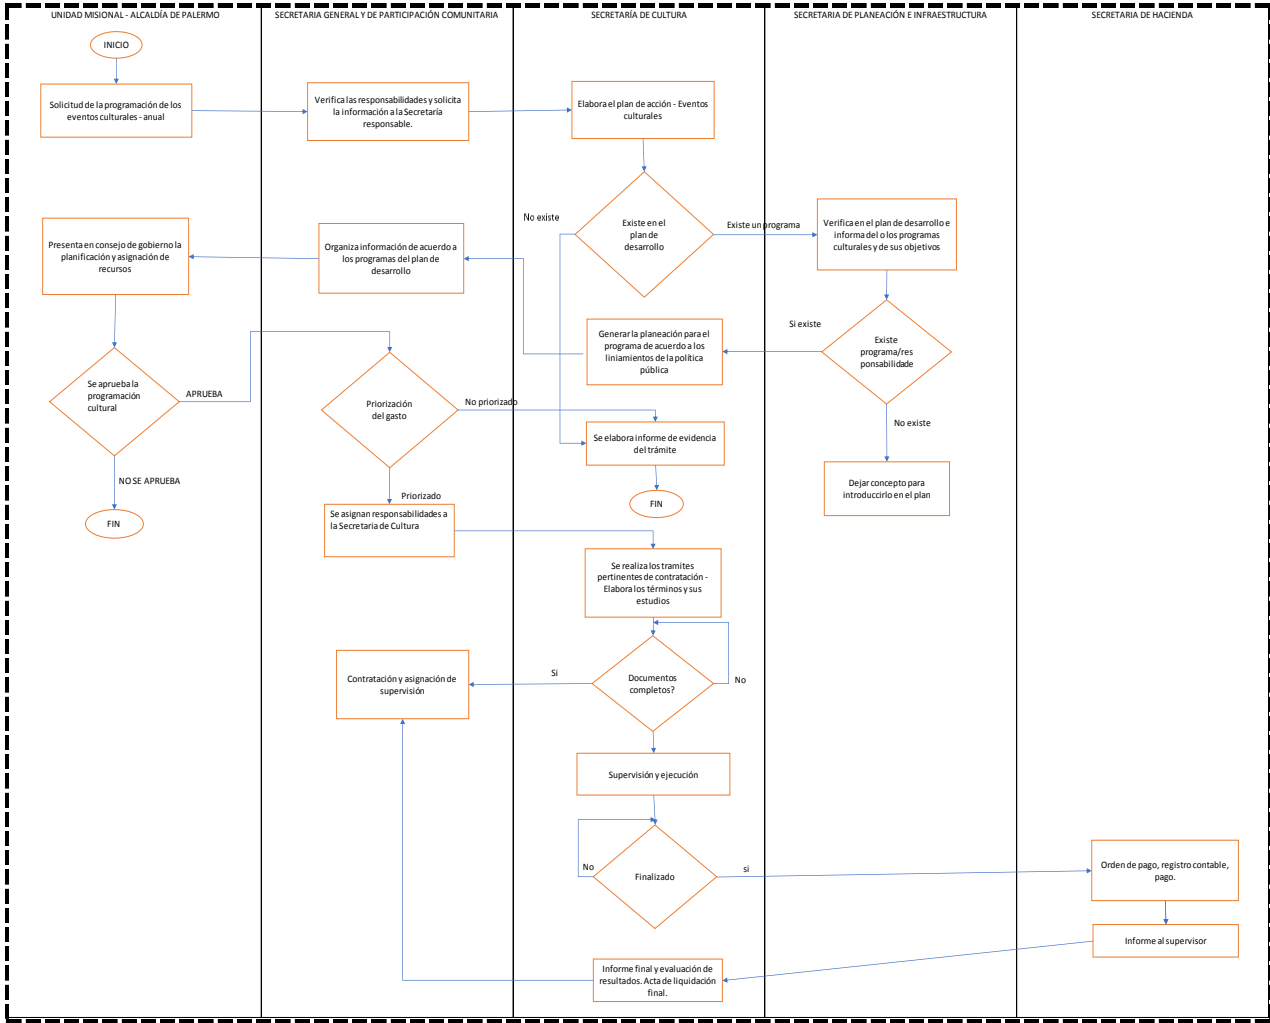 UNIDAD MISIONAL - ALCALDÍA DE PALERMO
SECRETARIA GENERAL Y DE PARTICIPACIÓN COMUNITARIA
SECRETARÍA DE CULTURA
SECRETARIA DE PLANEACIÓN E INFRAESTRUCTURA
SECRETARIA DE HACIENDA
INICIO
Solicitud de la programación de los
eventos culturales - anual
Verifica las responsabilidades y solicita
la información a la Secretaría
responsable.
Elabora el plan de acción - Eventos
culturales
No existe
Existe en el
plan de
desarrollo
Existe un programa
Verifica en el plan de desarrollo e
informa del o los programas
culturales y de sus objetivos
Presenta en consejo de gobierno la
planificación y asignación de
recursos
Organiza información de acuerdo a
los programas del plan de
desarrollo
Generar la planeación para el
programa de acuerdo a los
liniamientos de la política
pública
Si existe
Existe
programa/res
ponsabilidade
No existe
Dejar concepto para
introducirlo en el plan
Se aprueba la
programación
cultural
APRUEBA
NO SE APRUEBA
FIN
Priorización
del gasto
No priorizado
Se elabora informe de evidencia
del trámite
FIN
Priorizado
Se asignan responsabilidades a
la Secretaria de Cultura
Se realiza los tramites
pertinentes de contratación -
Elabora los términos y sus
estudios
Contratación y asignación de
supervisión
Si
Documentos
completos?
No
Supervisión y ejecución
No
Finalizado
si
Orden de pago, registro contable,
pago.
Informe al supervisor
Informe final y evaluación de
resultados. Acta de liquidación
final.